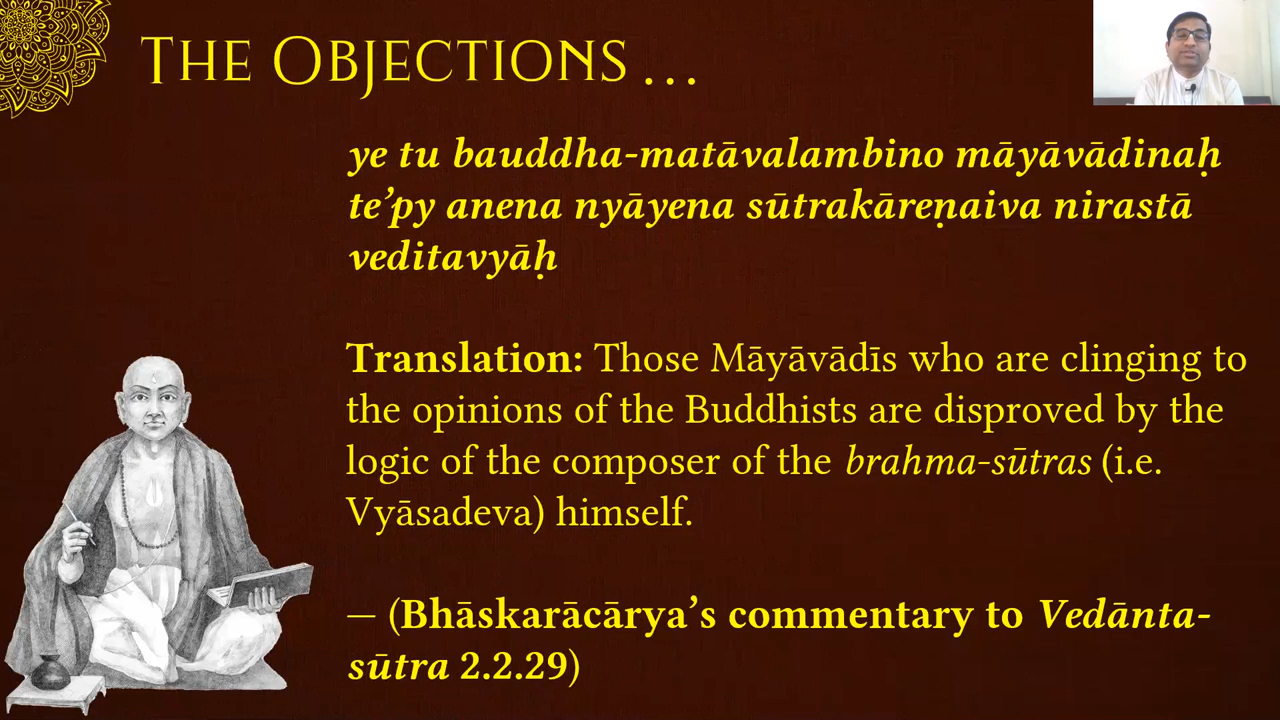 The Objections ...
ye tu bauddha-matāvalambino māyāvādinaḥ
te’py anena nyāyena sūtrakāreṇaiva nirastā
veditavyāḥ
Translation: Those Māyāvādīs who are clinging to
the opinions of the Buddhists are disproved by the
logic of the composer of the brahma-sūtras (i.e.
Vyāsadeva) himself.
— (Bhāskarācārya’s commentary to Vedānta-
sūtra 2.2.29)